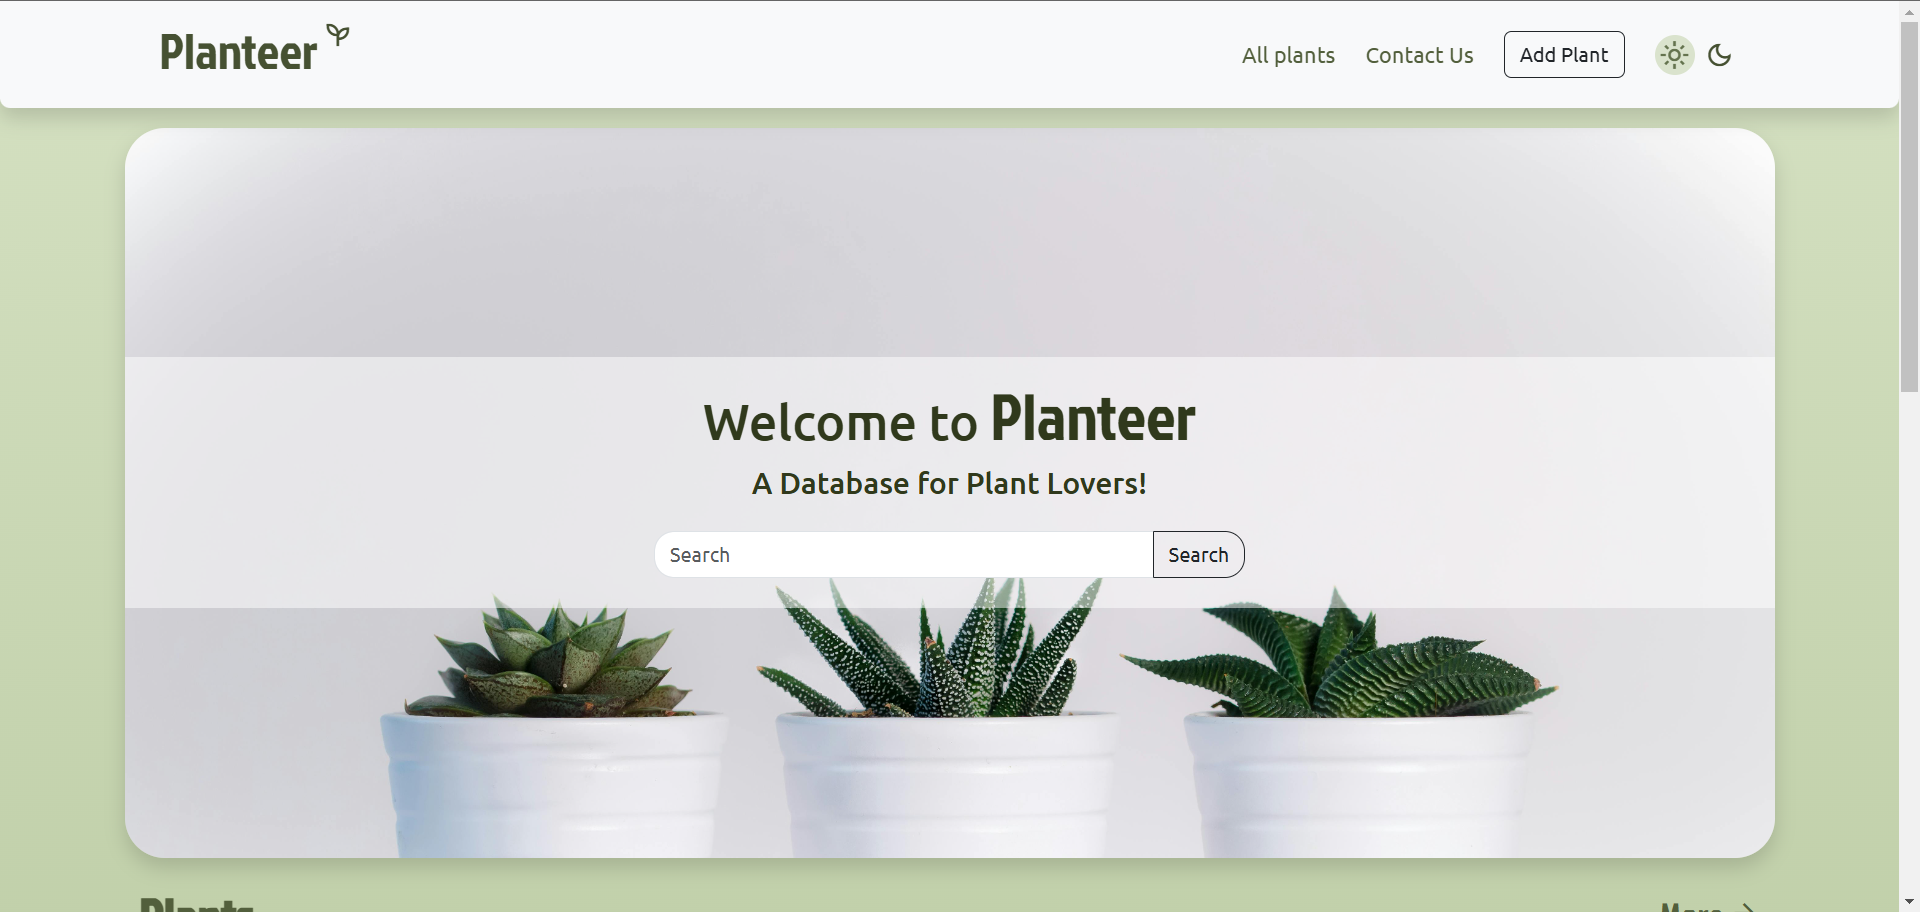 Planteer
All plants
Contact Us
Add Plant
Welcome to Planteer
A Database for Plant Lovers!
Search
Search
Plants
More